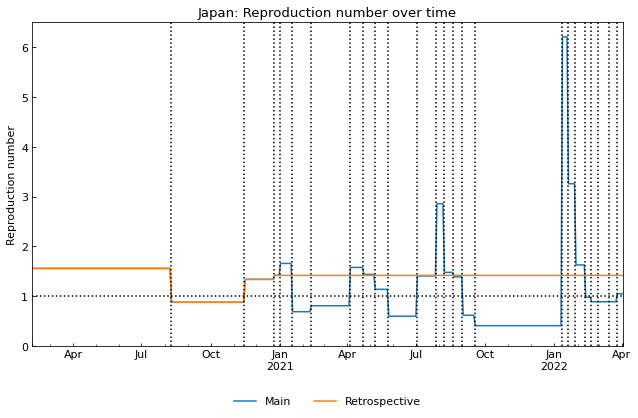 Japan: Reproduction number over time
Reproduction number
6
5
4
3
2
1
0
Apr Jul Oct Jan Apr Jul Oct Jan Apr
2021 2022
Main Retrospective